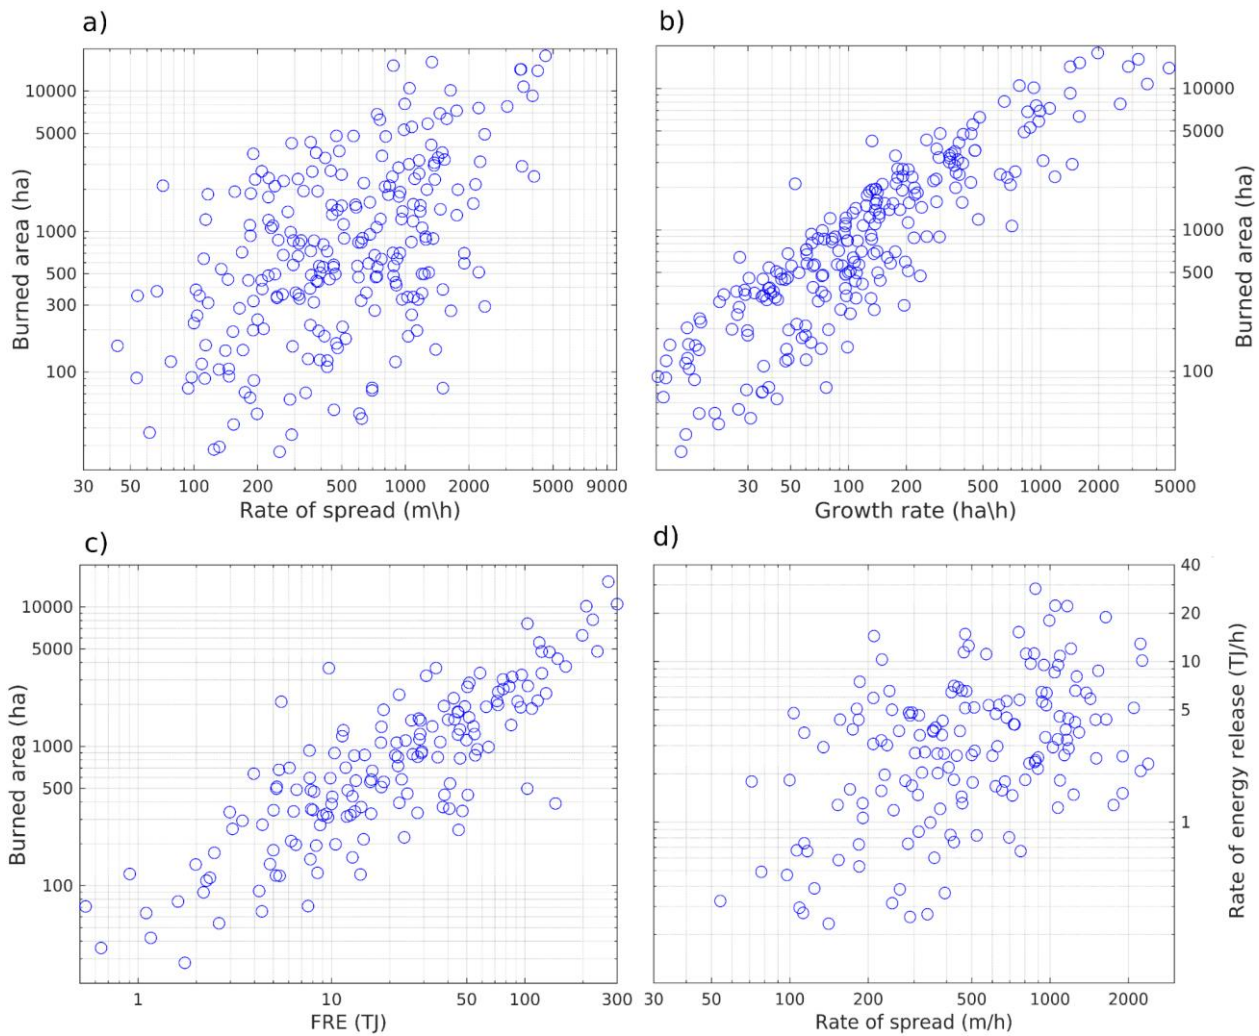 a)
10000
5000
1000
500
300
100
Burned area (ha)
30 50 100 200 500 1000 2000 5000 9000
Rate of spread (m\h)
b)
10000
5000
1000
500
100
Burned area (ha)
30 50 100 200 500 1000 2000 5000
Growth rate (ha\h)
c)
10000
5000
1000
500
100
Burned area (ha)
1 10 50 100 300
FRE (TJ)
d)
40
20
10
5
2
1
Rate of energy release (TJ/h)
30 50 100 200 500 1000 2000
Rate of spread (m/h)